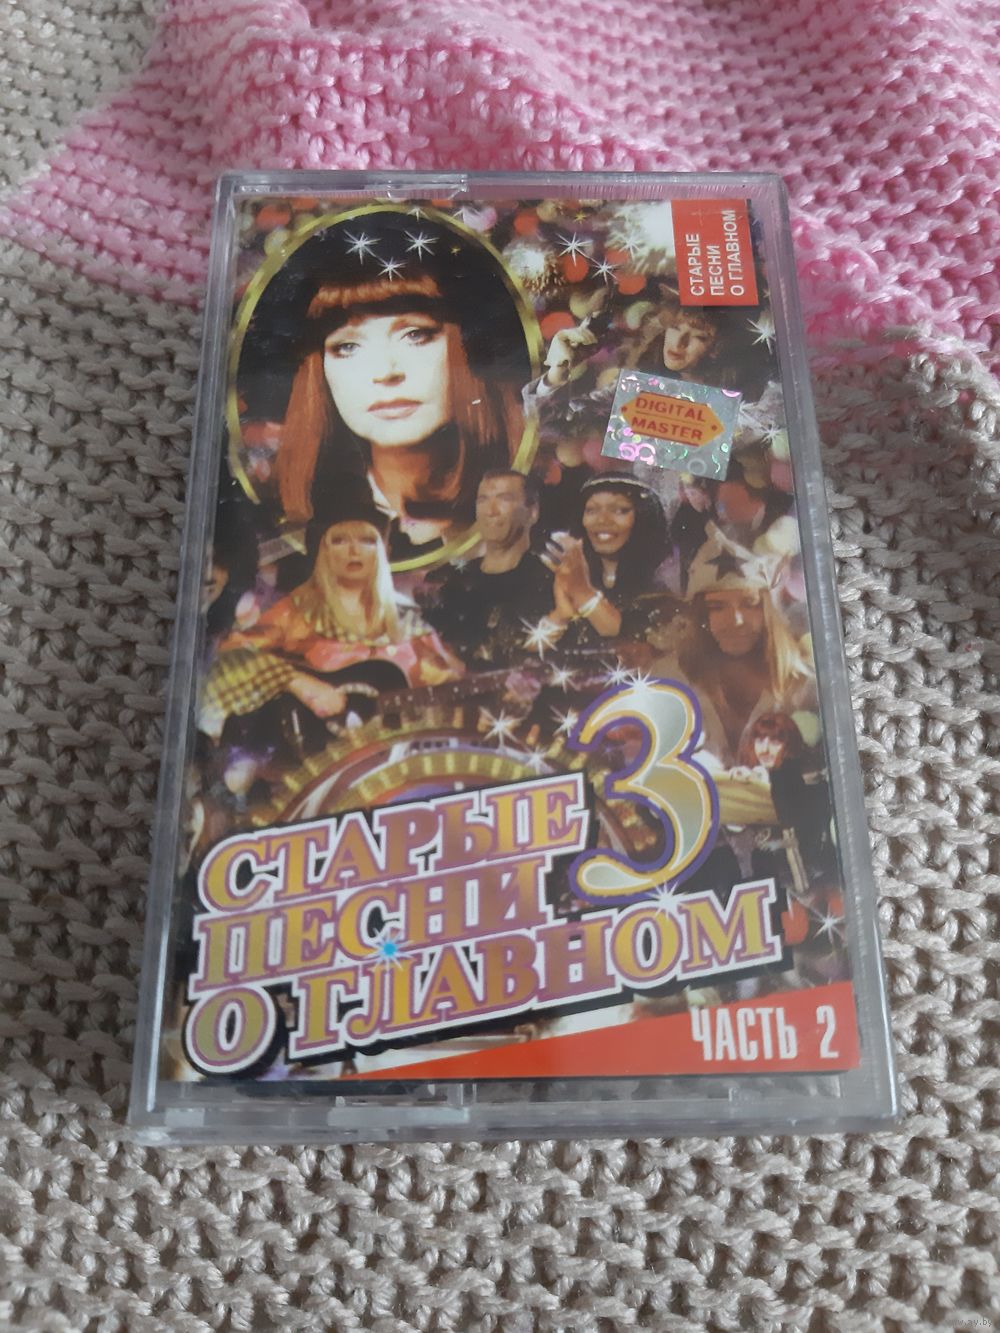 СТАРЫЕ
ПЕСНИ
О ГЛАВНОМ
DIGITAL
MASTER
СТАРЫЕ 3
ПЕСНИ
О ГЛАВНОМ
ЧАСТЬ 2